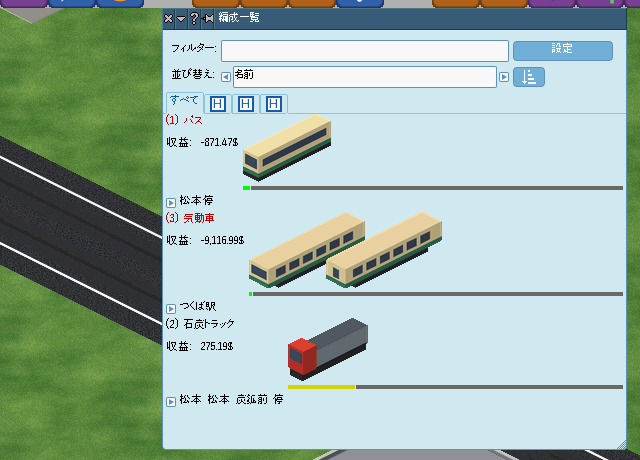 編成一覧
フィルター:
設定
並び替え:
名前
すべて
(1) バス
収益: -871.47$
松本停
(3) 気動車
収益: -9,116.99$
つくば駅
(2) 石炭トラック
収益: 275.19$
松本 松本 炭鉱前 停